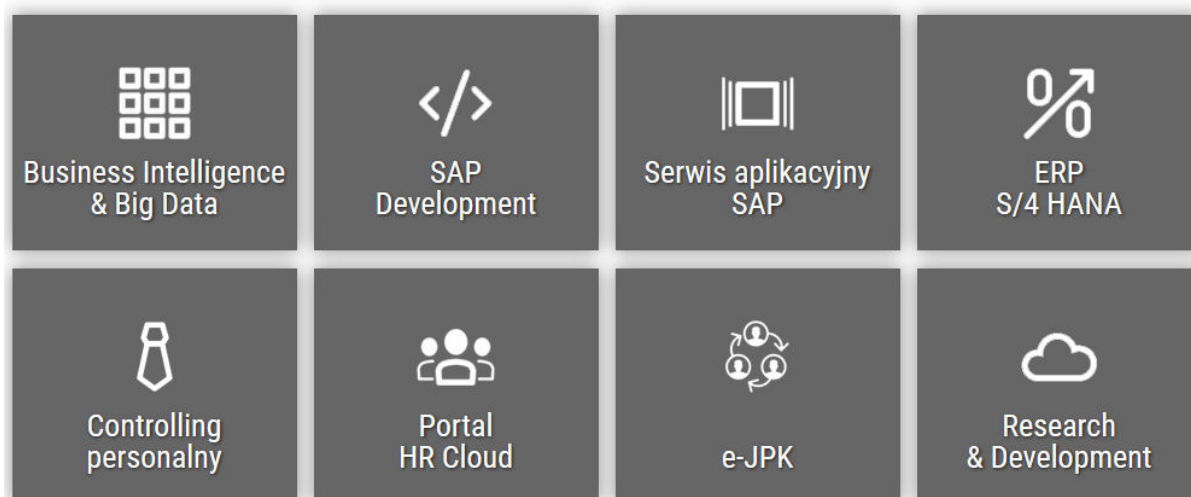 Business Intelligence
& Big Data
SAP
Development
Serwis aplikacyjny
SAP
ERP
S/4 HANA
Controlling
personalny
Portal
HR Cloud
e-JPK
Research
& Development